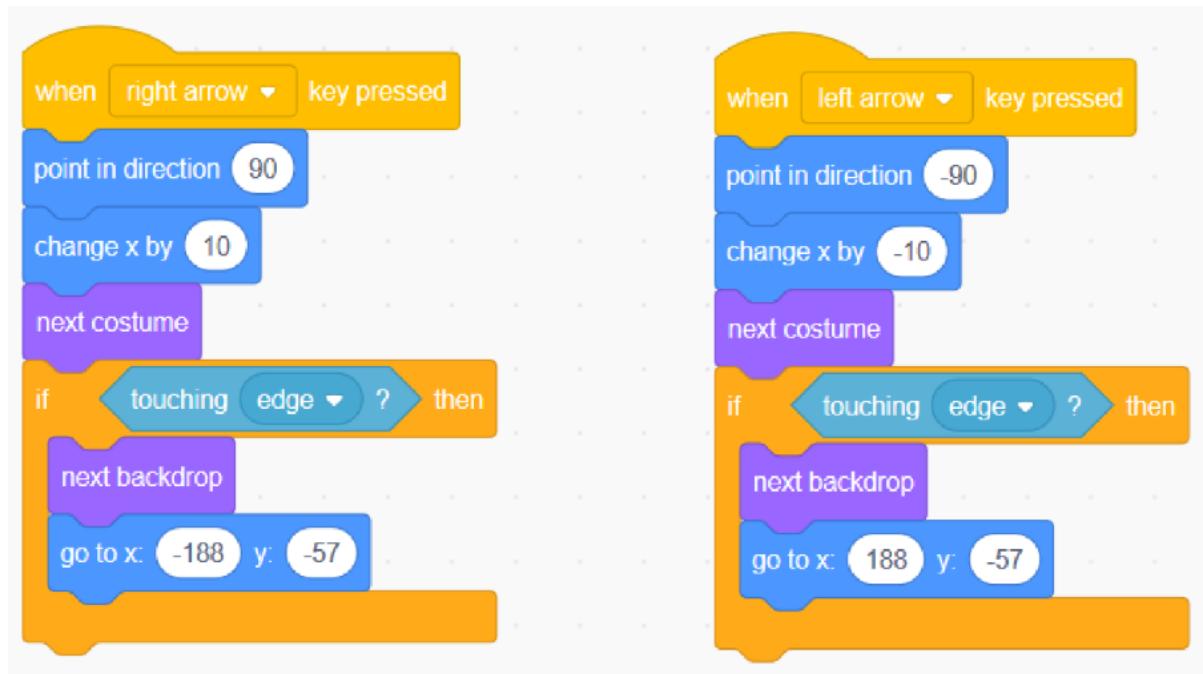 when right arrow key pressed
point in direction 90
change x by 10
next costume
if touching edge ? then
next backdrop
go to x: -188 y: -57
when left arrow key pressed
point in direction -90
change x by -10
next costume
if touching edge ? then
next backdrop
go to x: 188 y: -57